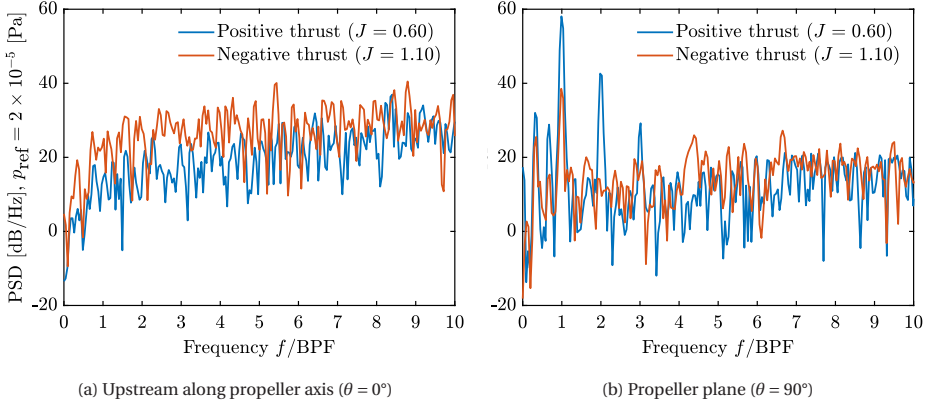 PSD [dB/Hz], p_ref = 2 × 10⁻⁵ [Pa]
60
40
20
0
-20
0 1 2 3 4 5 6 7 8 9 10
Frequency f/BPF
Positive thrust (J = 0.60)
Negative thrust (J = 1.10)
(a) Upstream along propeller axis (θ = 0°)
60
40
20
0
-20
0 1 2 3 4 5 6 7 8 9 10
Frequency f/BPF
Positive thrust (J = 0.60)
Negative thrust (J = 1.10)
(b) Propeller plane (θ = 90°)